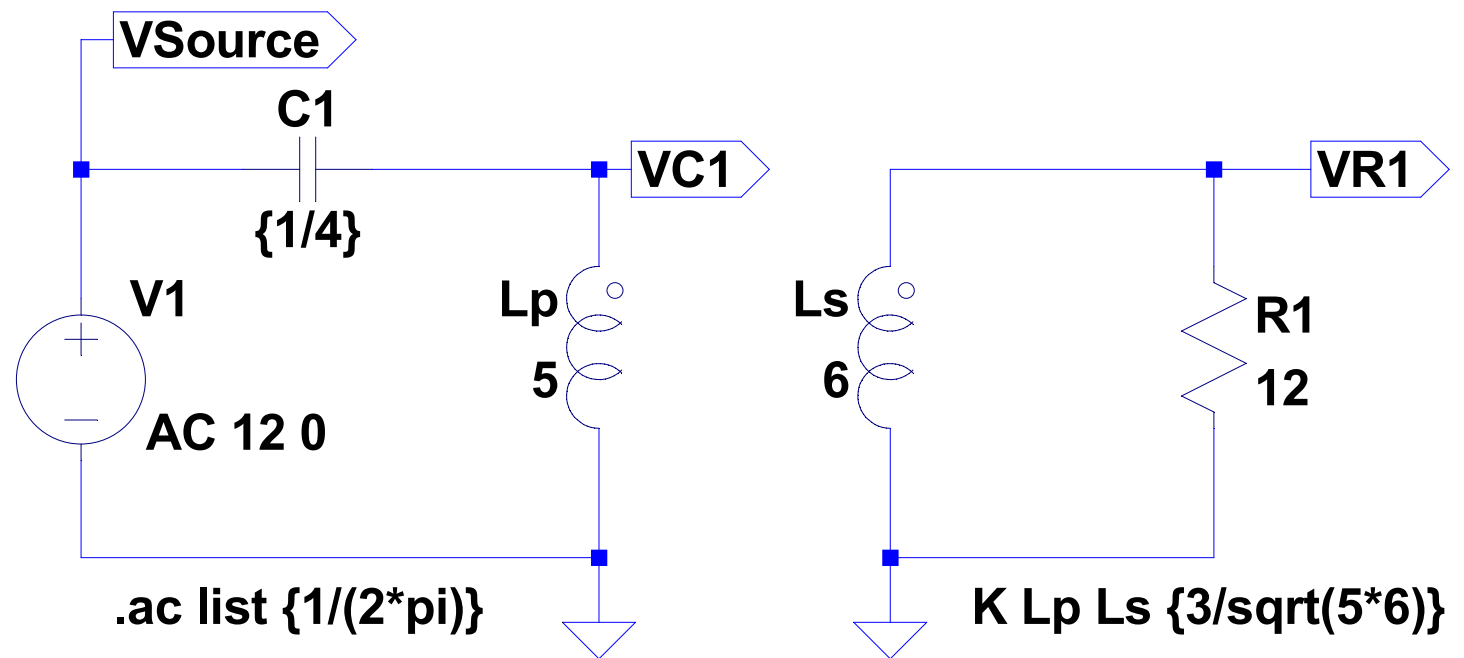 VSource
C1
VC1
VR1
{1/4}
V1
Lp
Ls
R1
5
6
12
AC 12 0
.ac list {1/(2*pi)}
K Lp Ls {3/sqrt(5*6)}